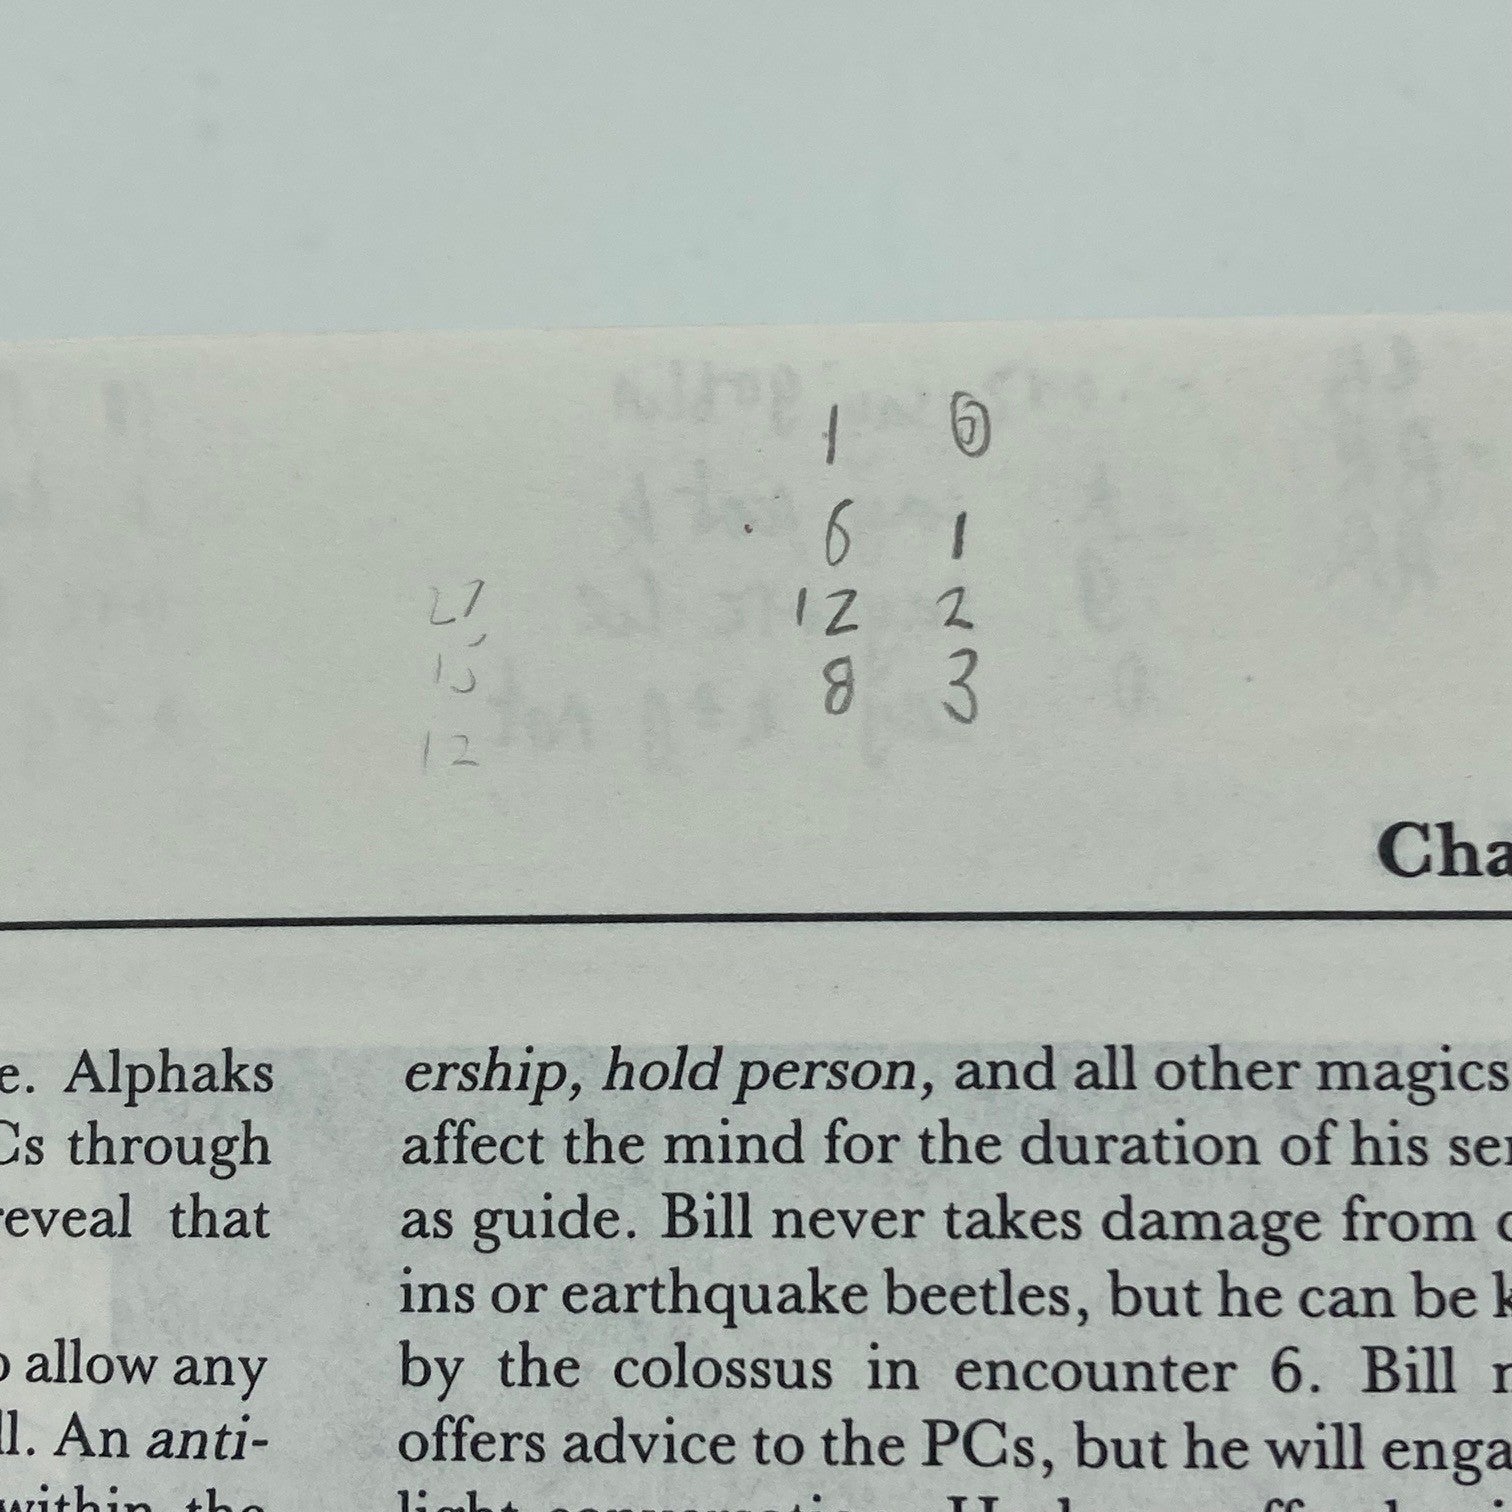 1
6 1
27 12 2
15 8 3
12
Cha
e. Alphaks
Cs through
reveal that
o allow any
ll. An anti-
within the
ership, hold person, and all other magics
affect the mind for the duration of his ser
as guide. Bill never takes damage from c
ins or earthquake beetles, but he can be k
by the colossus in encounter 6. Bill r
offers advice to the PCs, but he will enga